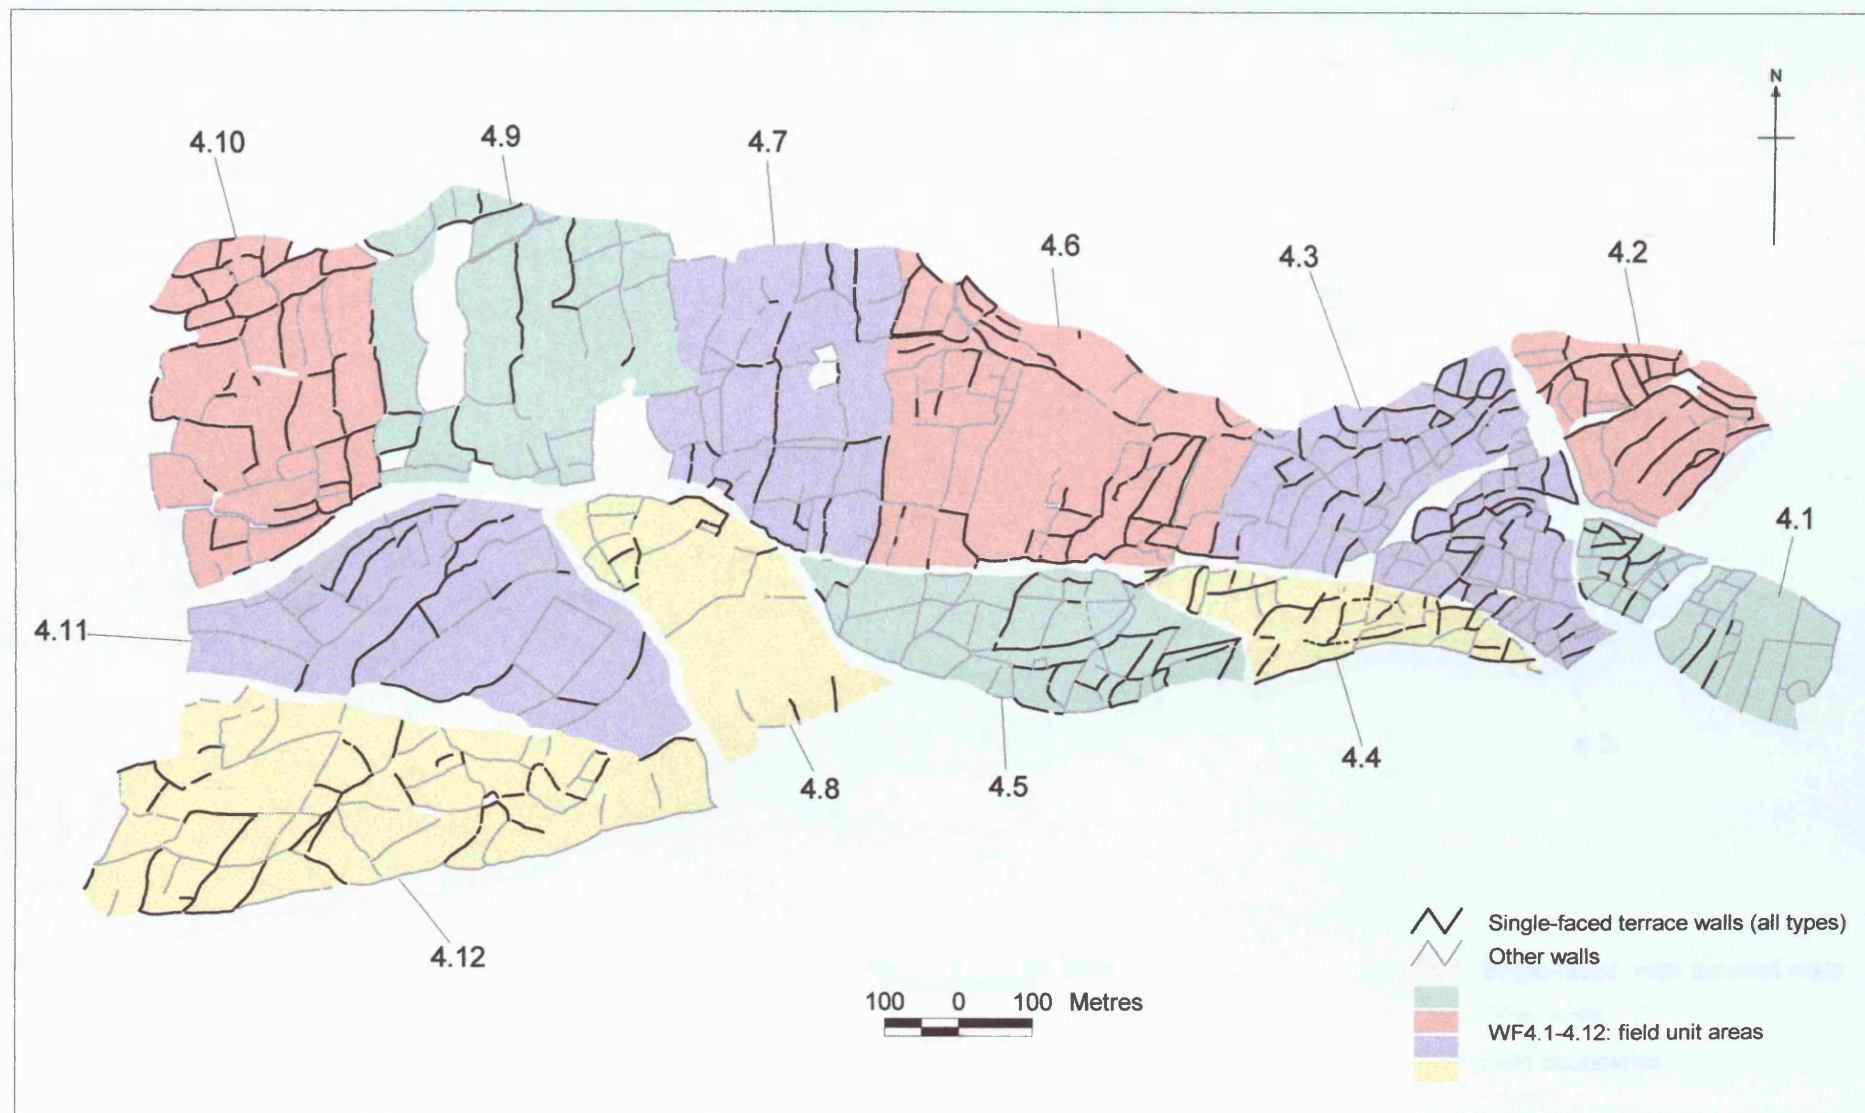 N
4.10
4.9
4.7
4.6
4.3
4.2
4.1
4.11
4.8
4.5
4.4
4.12
Single-faced terrace walls (all types)
Other walls
100 0 100 Metres
WF4.1-4.12: field unit areas